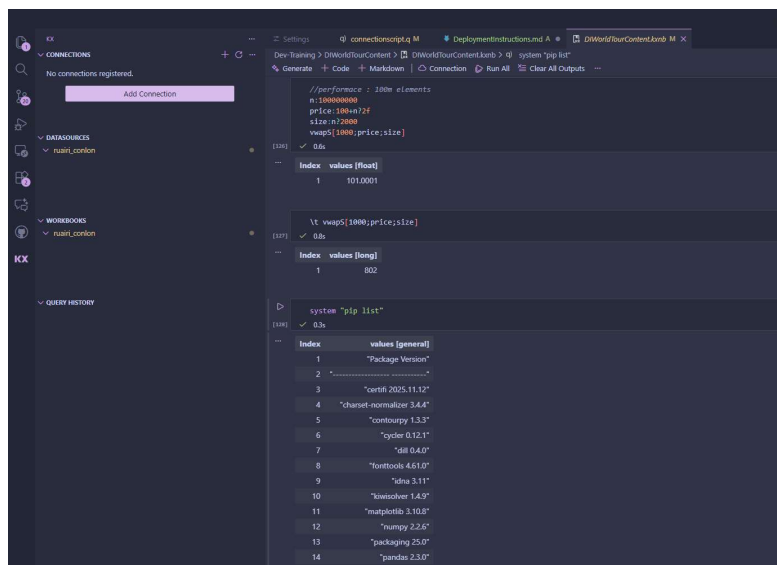 KX
CONNECTIONS
No connections registered.
Add Connection
DATASOURCES
ruairi_conlon
WORKBOOKS
ruairi_conlon
QUERY HISTORY
KX
20
2
Settings
q) connectionscript.q M
DeploymentInstructions.md A
DIWorldTourContent.kxnb M
Dev-Training > DIWorldTourContent > DIWorldTourContent.kxnb > q) system "pip list"
Generate + Code + Markdown | Connection Run All Clear All Outputs ...
//performace : 100m elements
n:100000000
price:100+n?2f
size:n?2000
vwapS[1000;price;size]
[326] ✓ 0.6s
Index values [float]
1 101.0001
\t vwapS[1000;price;size]
[327] ✓ 0.8s
Index values [long]
1 802
system "pip list"
[328] ✓ 0.3s
Index values [general]
1 "Package Version"
2 "------------------ -----------"
3 "certifi 2025.11.12"
4 "charset-normalizer 3.4.4"
5 "contourpy 1.3.3"
6 "cycler 0.12.1"
7 "dill 0.4.0"
8 "fonttools 4.61.0"
9 "idna 3.11"
10 "kiwisolver 1.4.9"
11 "matplotlib 3.10.8"
12 "numpy 2.2.6"
13 "packaging 25.0"
14 "pandas 2.3.0"